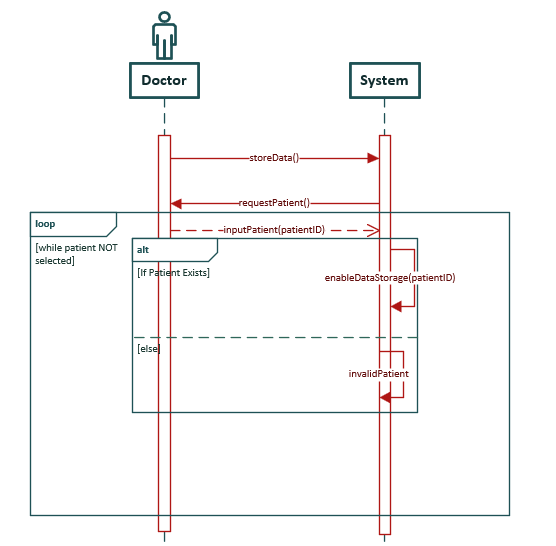 Doctor
System
storeData()
requestPatient()
loop
inputPatient(patientID)
[while patient NOT
selected]
alt
[If Patient Exists]
enableDataStorage(patientID)
[else]
invalidPatient